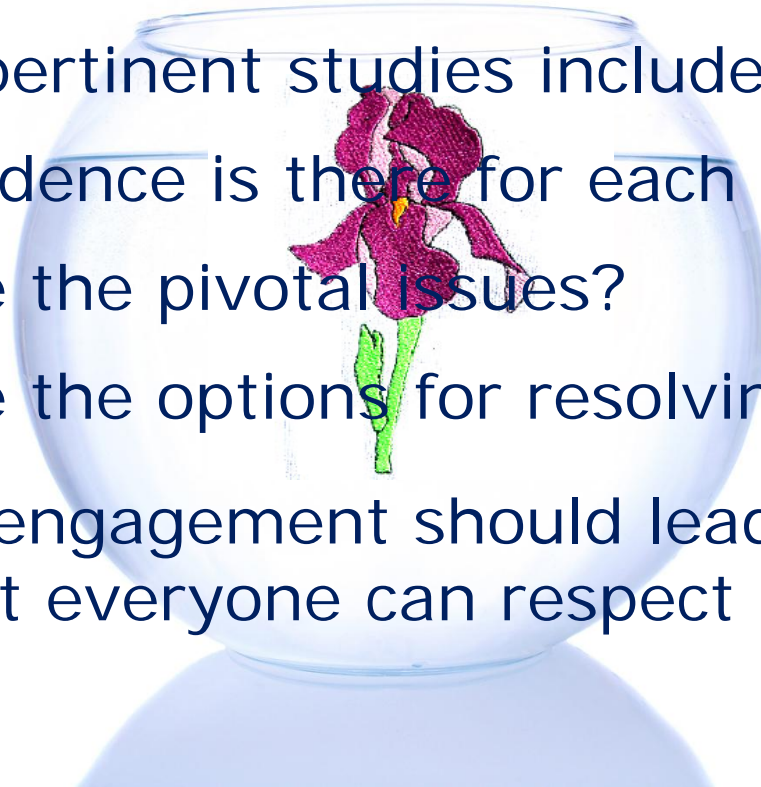 pertinent studies include
dence is there for each
e the pivotal issues?
e the options for resolvin
engagement should lead
t everyone can respect